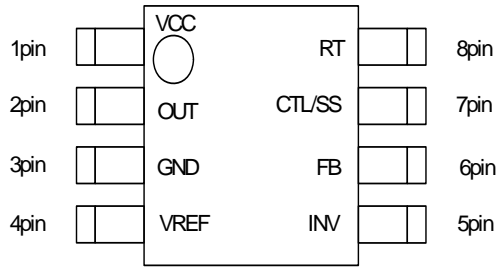 VCC
1pin RT 8pin
2pin OUT CTL/SS 7pin
3pin GND FB 6pin
4pin VREF INV 5pin